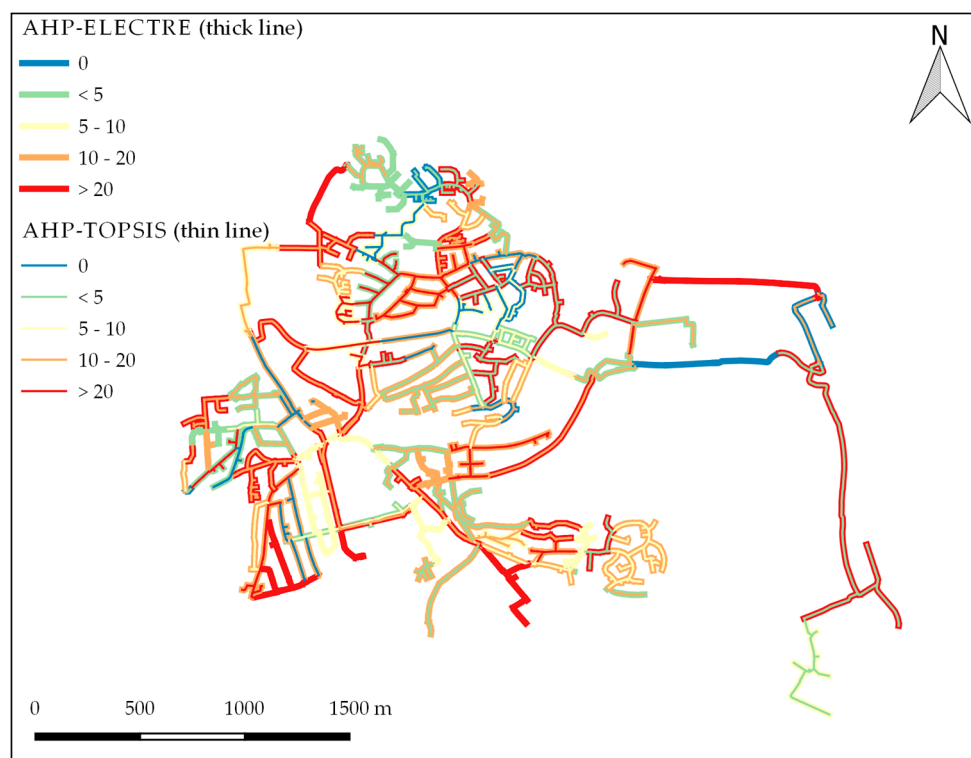 AHP-ELECTRE (thick line)
0
< 5
5 - 10
10 - 20
> 20
AHP-TOPSIS (thin line)
0
< 5
5 - 10
10 - 20
> 20
N
0 500 1000 1500 m